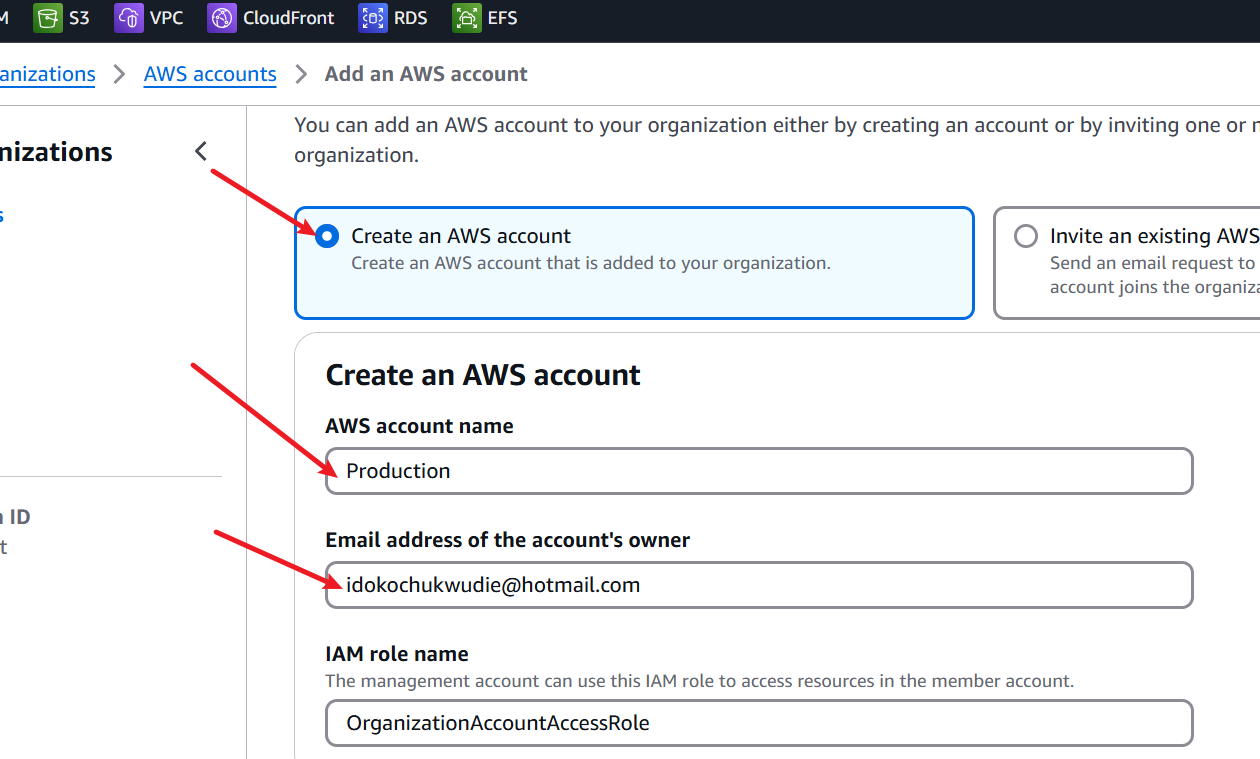 M S3 VPC CloudFront RDS EFS
anizations > AWS accounts > Add an AWS account
nizations
You can add an AWS account to your organization either by creating an account or by inviting one or
organization.
s
Create an AWS account
Create an AWS account that is added to your organization.
Invite an existing AWS
Send an email request to
account joins the organiza
Create an AWS account
AWS account name
Production
Email address of the account's owner
idokochukwudie@hotmail.com
IAM role name
The management account can use this IAM role to access resources in the member account.
OrganizationAccountAccessRole
ID
t